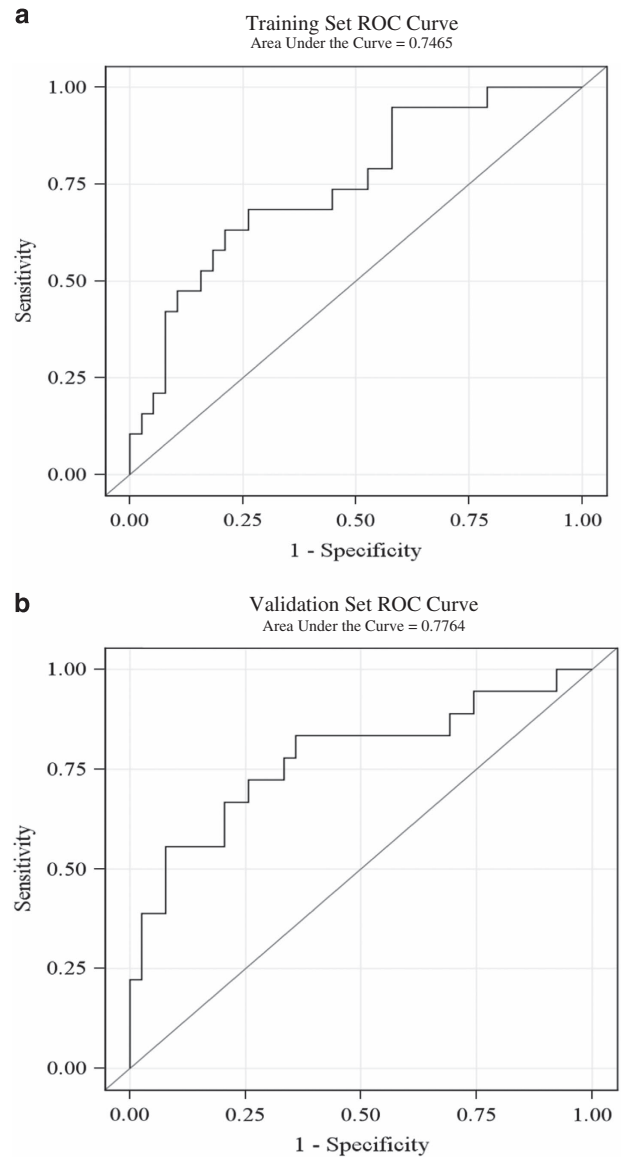 a
Training Set ROC Curve
Area Under the Curve = 0.7465
1.00
0.75
0.50
0.25
0.00
Sensitivity
0.00 0.25 0.50 0.75 1.00
1 - Specificity
b
Validation Set ROC Curve
Area Under the Curve = 0.7764
1.00
0.75
0.50
0.25
0.00
Sensitivity
0.00 0.25 0.50 0.75 1.00
1 - Specificity